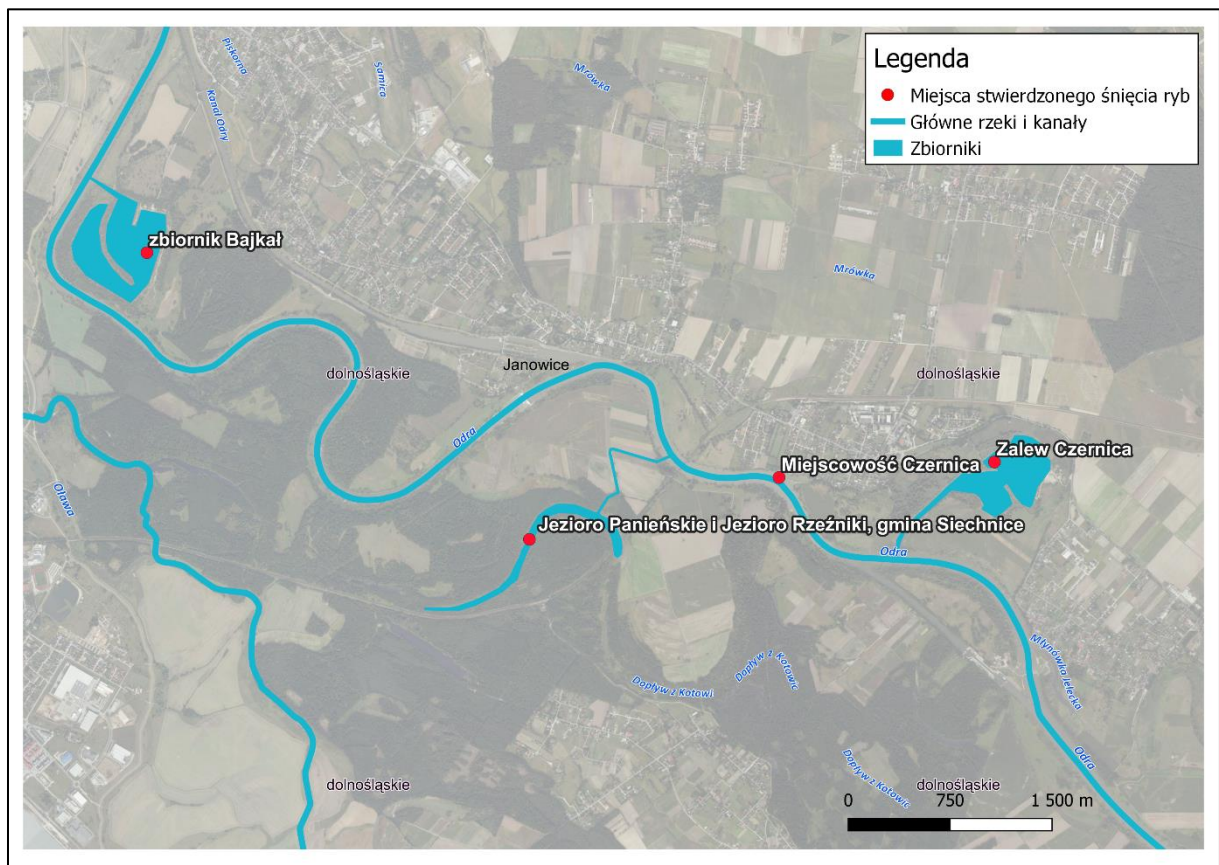 Legenda
Miejsca stwierdzonego śnięcia ryb
Główne rzeki i kanały
Zbiorniki
Piskorna
Samica
Kanał Odry
Mrówka
zbiornik Bajkał
Mrówka
Janowice
dolnośląskie
dolnośląskie
Odra
Zalew Czernica
Miejscowość Czernica
Oława
Jezioro Panieńskie i Jezioro Rzeźniki, gmina Siechnice
Odra
Młynówka Jelecka
Dopływ z Kotowi
Dopływ z Kotowic
Odra
Dopływ z Kotowic
dolnośląskie
dolnośląskie
0 750 1 500 m